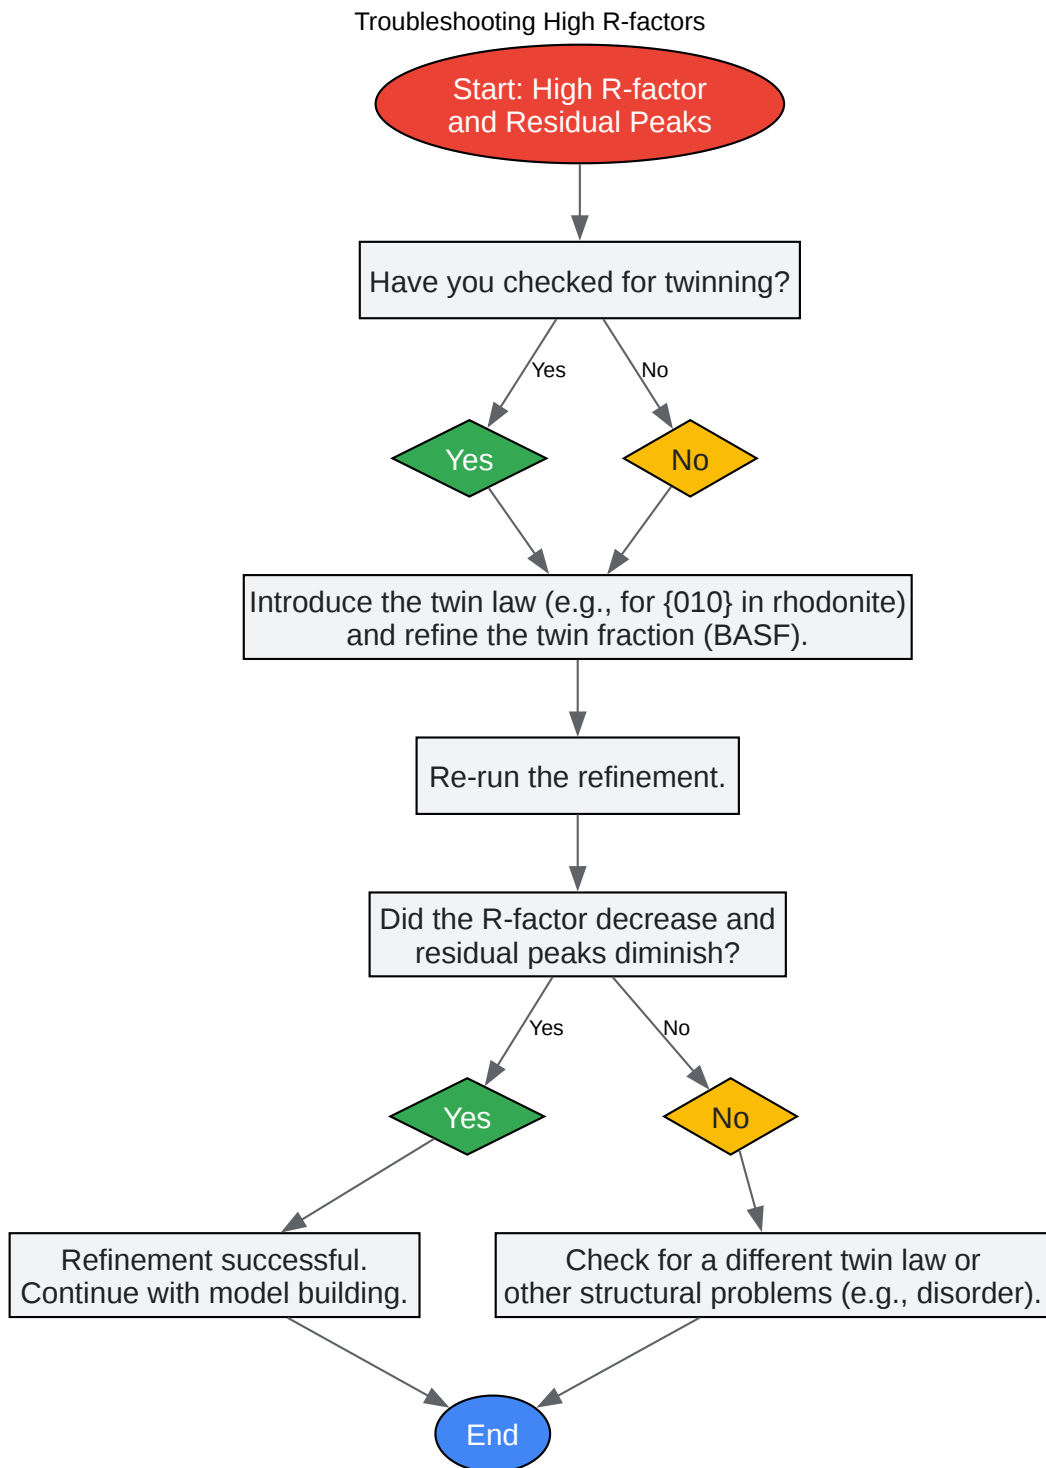 Troubleshooting High R-factors
Start: High R-factor
and Residual Peaks
Have you checked for twinning?
Yes
No
Yes
No
Introduce the twin law (e.g., for {010} in rhodonite)
and refine the twin fraction (BASF).
Re-run the refinement.
Did the R-factor decrease and
residual peaks diminish?
Yes
No
Yes
No
Refinement successful.
Continue with model building.
Check for a different twin law or
other structural problems (e.g., disorder).
End